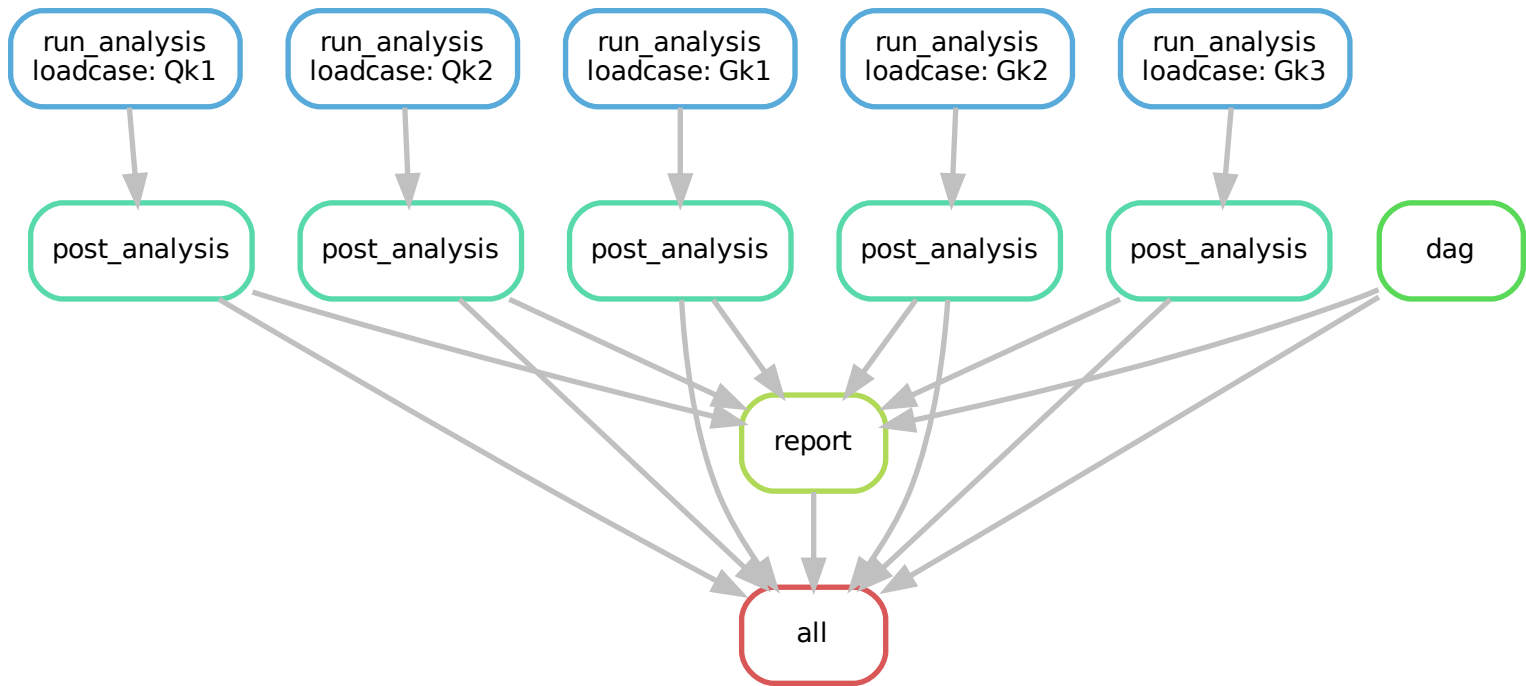 run_analysis
loadcase: Qk1
run_analysis
loadcase: Qk2
run_analysis
loadcase: Gk1
run_analysis
loadcase: Gk2
run_analysis
loadcase: Gk3
post_analysis
post_analysis
post_analysis
post_analysis
post_analysis
dag
report
all